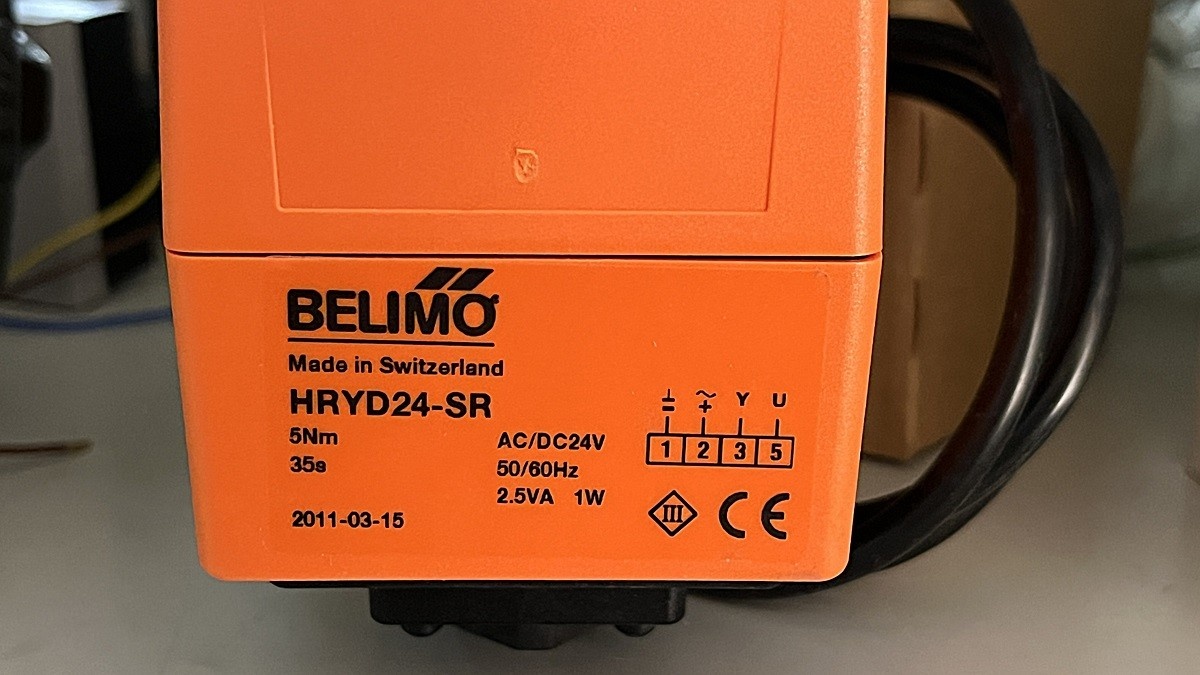 BELIMO
Made in Switzerland
HRYD24-SR
5Nm
35s
AC/DC24V
50/60Hz
2.5VA 1W
2011-03-15
⊥ ~ Y U
= +
1 2 3 5
III CE